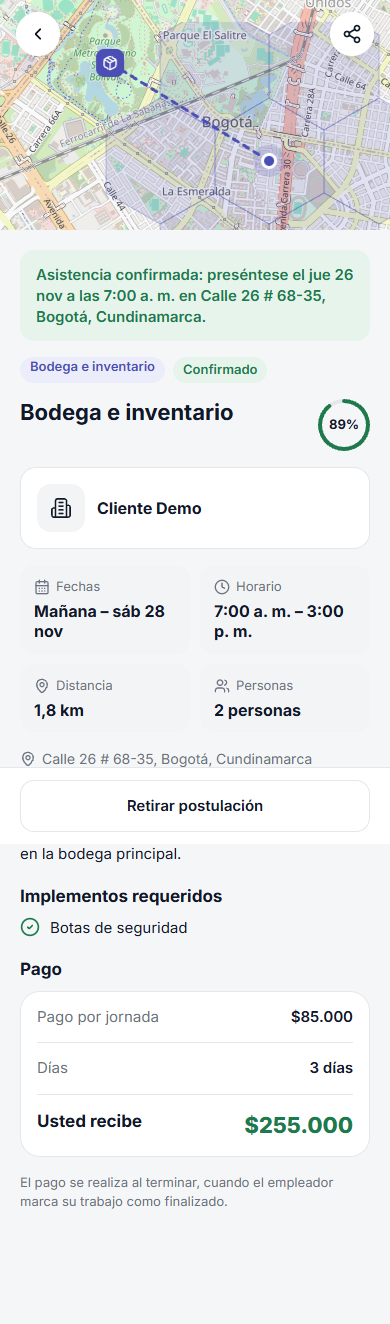 Unidos
Parque El Salitre
Parque
Metropolitano
Simón
Bolívar
Carrera 28A
Calle 64
Bogotá
Ferrocarril de La Sabana
Carrera 66A
Calle 26
Calle 44
La Esmeralda
Avenida
Carrera 30
Asistencia confirmada: preséntese el jue 26
nov a las 7:00 a. m. en Calle 26 # 68-35,
Bogotá, Cundinamarca.
Bodega e inventario
Confirmado
Bodega e inventario
89%
Cliente Demo
Fechas
Mañana – sáb 28
nov
Horario
7:00 a. m. – 3:00
p. m.
Distancia
1,8 km
Personas
2 personas
Calle 26 # 68-35, Bogotá, Cundinamarca
Retirar postulación
en la bodega principal.
Implementos requeridos
Botas de seguridad
Pago
Pago por jornada
$85.000
Días
3 días
Usted recibe
$255.000
El pago se realiza al terminar, cuando el empleador
marca su trabajo como finalizado.